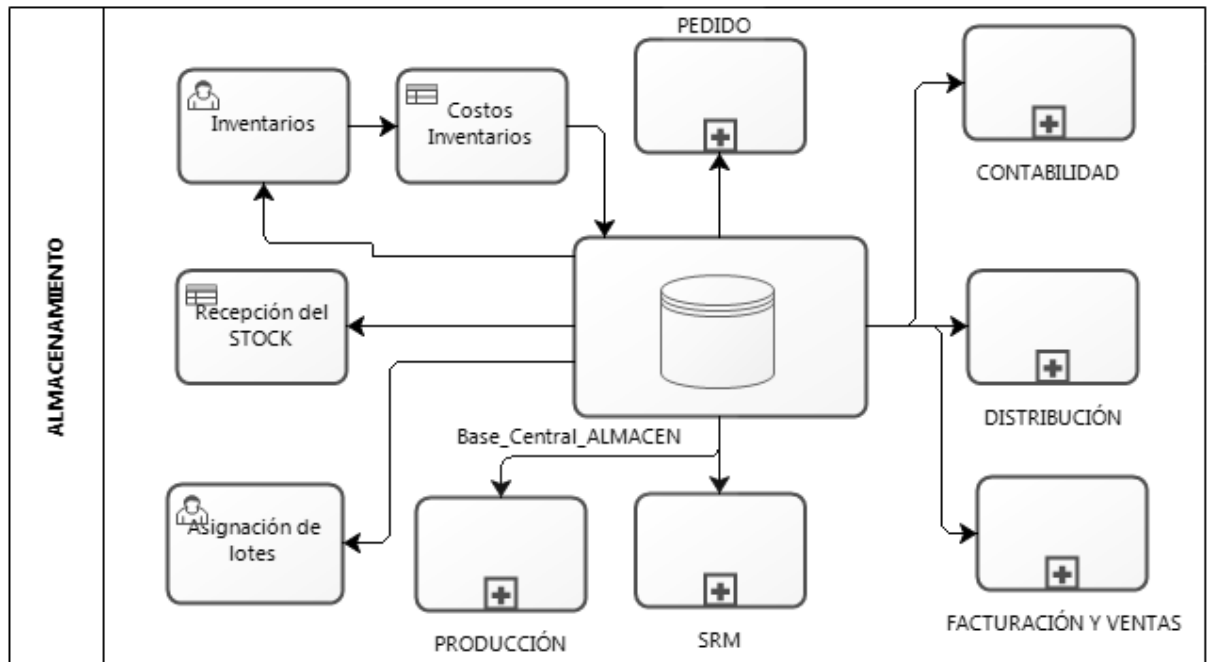 ALMACENAMIENTO
PEDIDO
Inventarios
Costos
Inventarios
CONTABILIDAD
Recepción del
STOCK
DISTRIBUCIÓN
Base_Central_ALMACEN
Asignación de
lotes
PRODUCCIÓN
SRM
FACTURACIÓN Y VENTAS